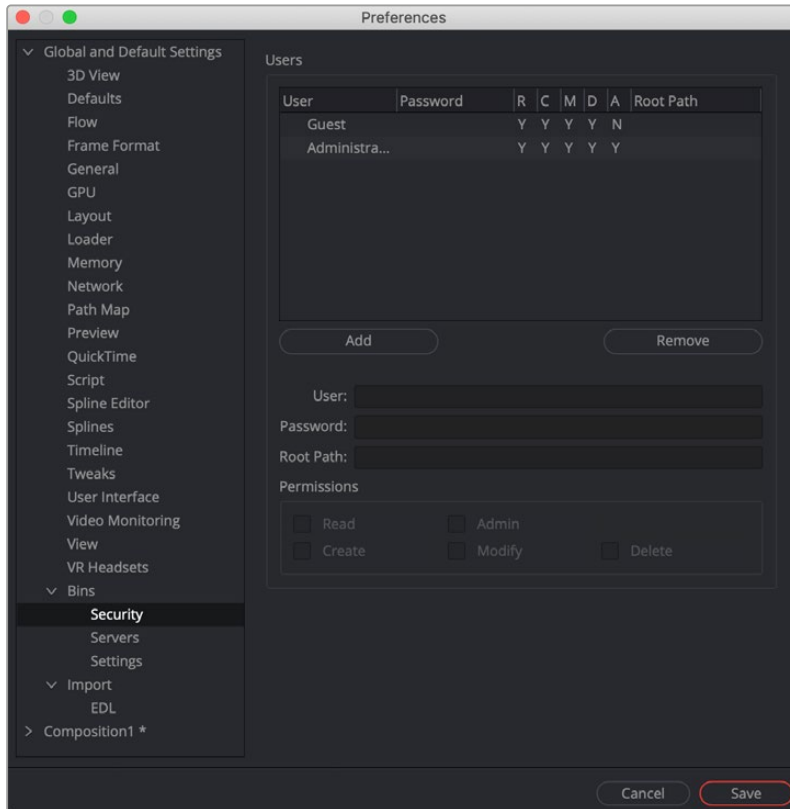 Preferences
Global and Default Settings
3D View
Defaults
Flow
Frame Format
General
GPU
Layout
Loader
Memory
Network
Path Map
Preview
QuickTime
Script
Spline Editor
Splines
Timeline
Tweaks
User Interface
Video Monitoring
View
VR Headsets
Bins
Security
Servers
Settings
Import
EDL
Composition1 *
Users
User Password R C M D A Root Path
Guest Y Y Y Y N
Administra... Y Y Y Y Y
Add Remove
User:
Password:
Root Path:
Permissions
Read Admin
Create Modify Delete
Cancel Save